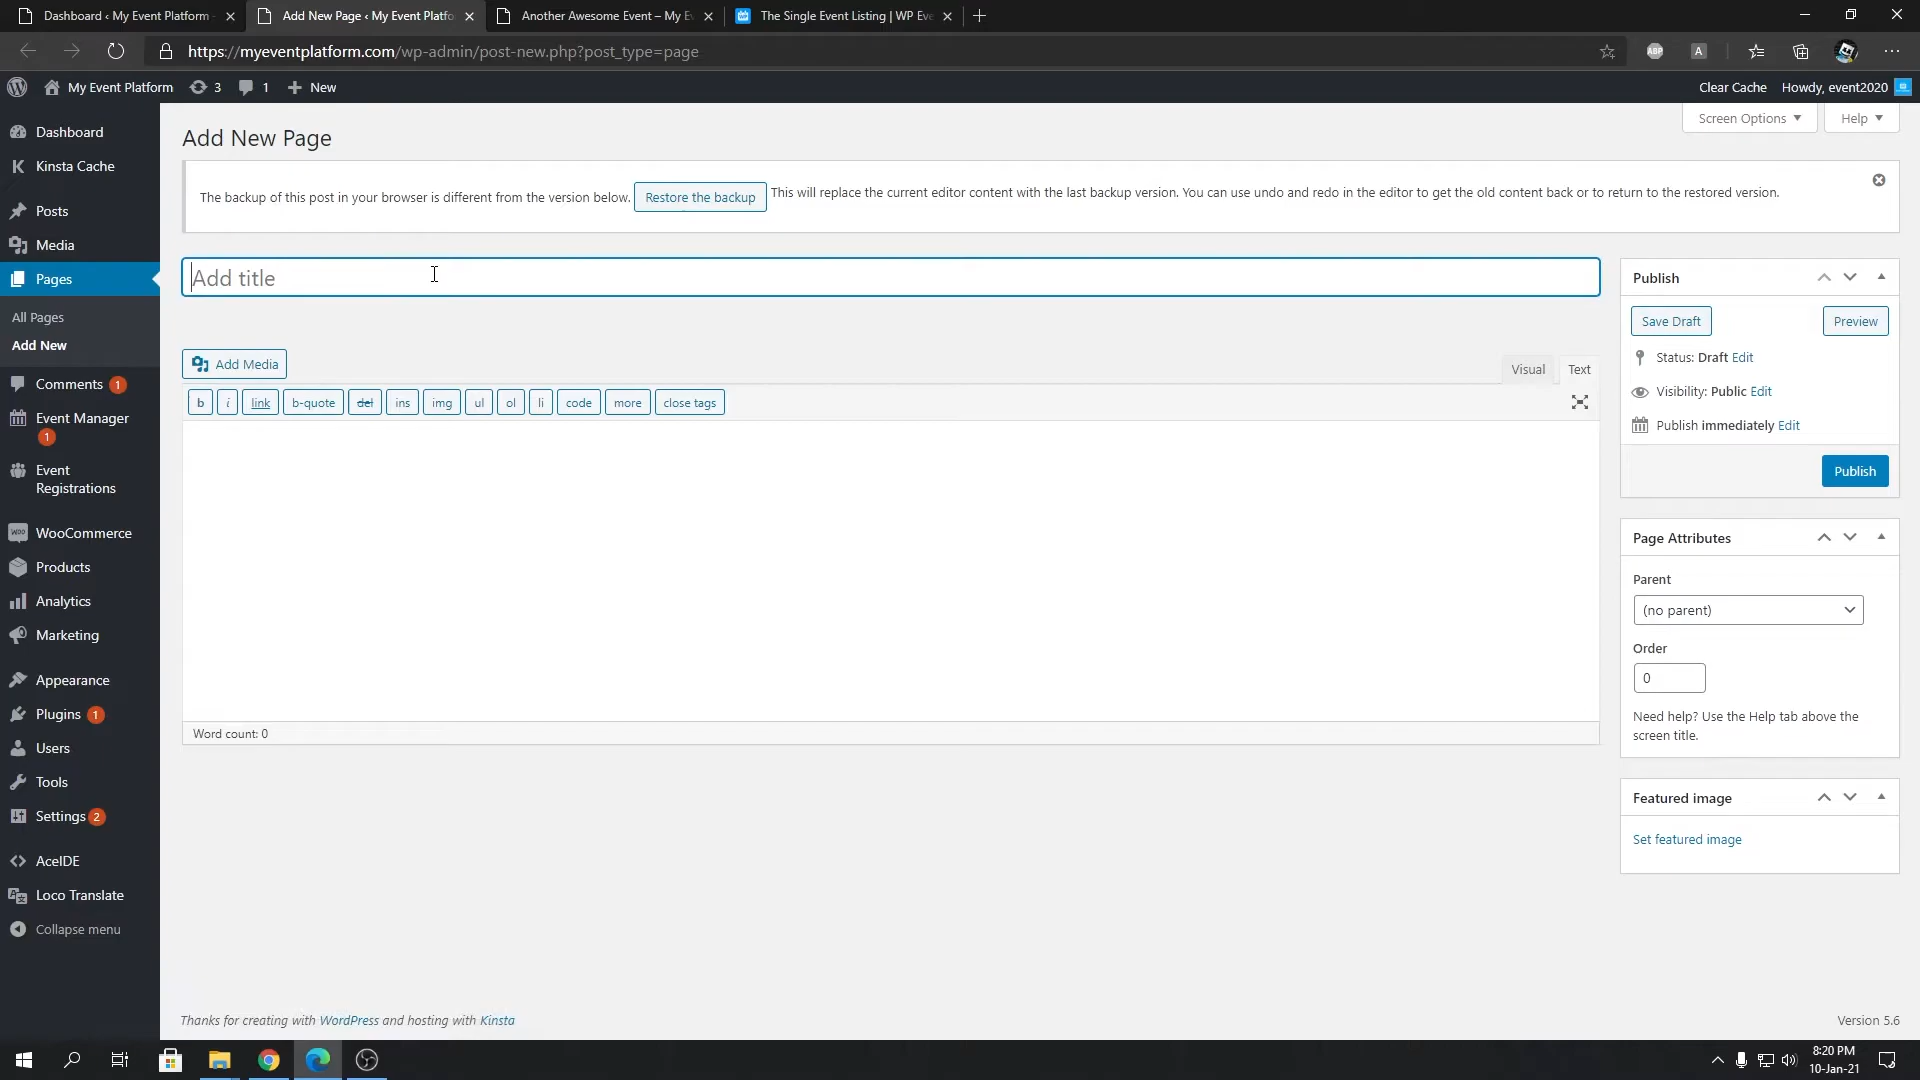 Dashboard ‹ My Event Platform
Add New Page ‹ My Event Platfo
Another Awesome Event – My E
The Single Event Listing | WP Eve
https://myeventplatform.com/wp-admin/post-new.php?post_type=page
ABP
A
My Event Platform
3
1
New
Clear Cache
Howdy, event2020
Dashboard
Kinsta Cache
Posts
Media
Pages
All Pages
Add New
Comments 1
Event Manager
1
Event
Registrations
WooCommerce
Products
Analytics
Marketing
Appearance
Plugins 1
Users
Tools
Settings 2
AceIDE
Loco Translate
Collapse menu
Add New Page
Screen Options
Help
The backup of this post in your browser is different from the version below. Restore the backup This will replace the current editor content with the last backup version. You can use undo and redo in the editor to get the old content back or to return to the restored version.
Add title
Add Media
Visual
Text
b
i
link
b-quote
del
ins
img
ul
ol
li
code
more
close tags
Word count: 0
Publish
Save Draft
Preview
Status: Draft Edit
Visibility: Public Edit
Publish immediately Edit
Publish
Page Attributes
Parent
(no parent)
Order
0
Need help? Use the Help tab above the
screen title.
Featured image
Set featured image
Thanks for creating with WordPress and hosting with Kinsta
Version 5.6
8:20 PM
10-Jan-21